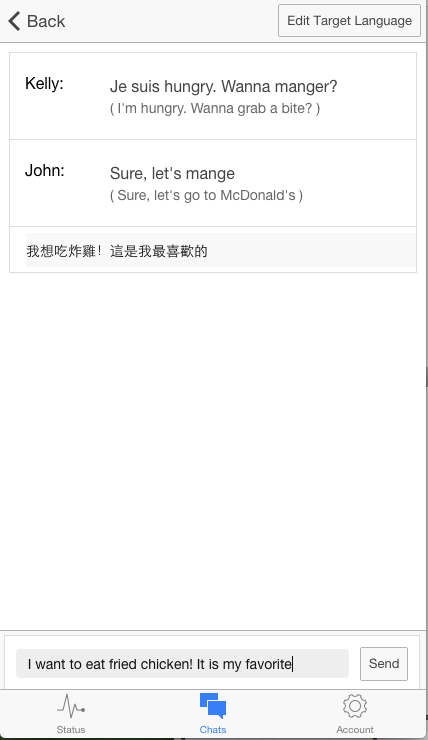 Back
Edit Target Language
Kelly:
Je suis hungry. Wanna manger?
( I'm hungry. Wanna grab a bite? )
John:
Sure, let's mange
( Sure, let's go to McDonald's )
我想吃炸雞！這是我最喜歡的
I want to eat fried chicken! It is my favorite
Send
Status
Chats
Account